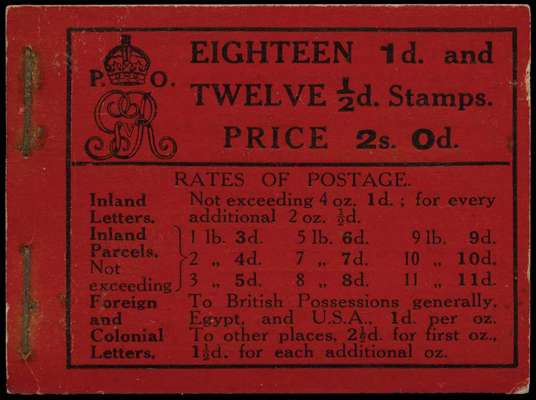 P. O.
EIGHTEEN 1d. and
TWELVE ½d. Stamps.
PRICE 2s. 0d.
RATES OF POSTAGE.
Inland Letters. Not exceeding 4 oz. 1d. ; for every
additional 2 oz. ½d.
Inland Parcels, Not exceeding
1 lb. 3d. 5 lb. 6d. 9 lb. 9d.
2 „ 4d. 7 „ 7d. 10 „ 10d.
3 „ 5d. 8 „ 8d. 11 „ 11d.
Foreign and Colonial Letters. To British Possessions generally,
Egypt, and U.S.A., 1d. per oz.
To other places, 2½d. for first oz.,
1½d. for each additional oz.